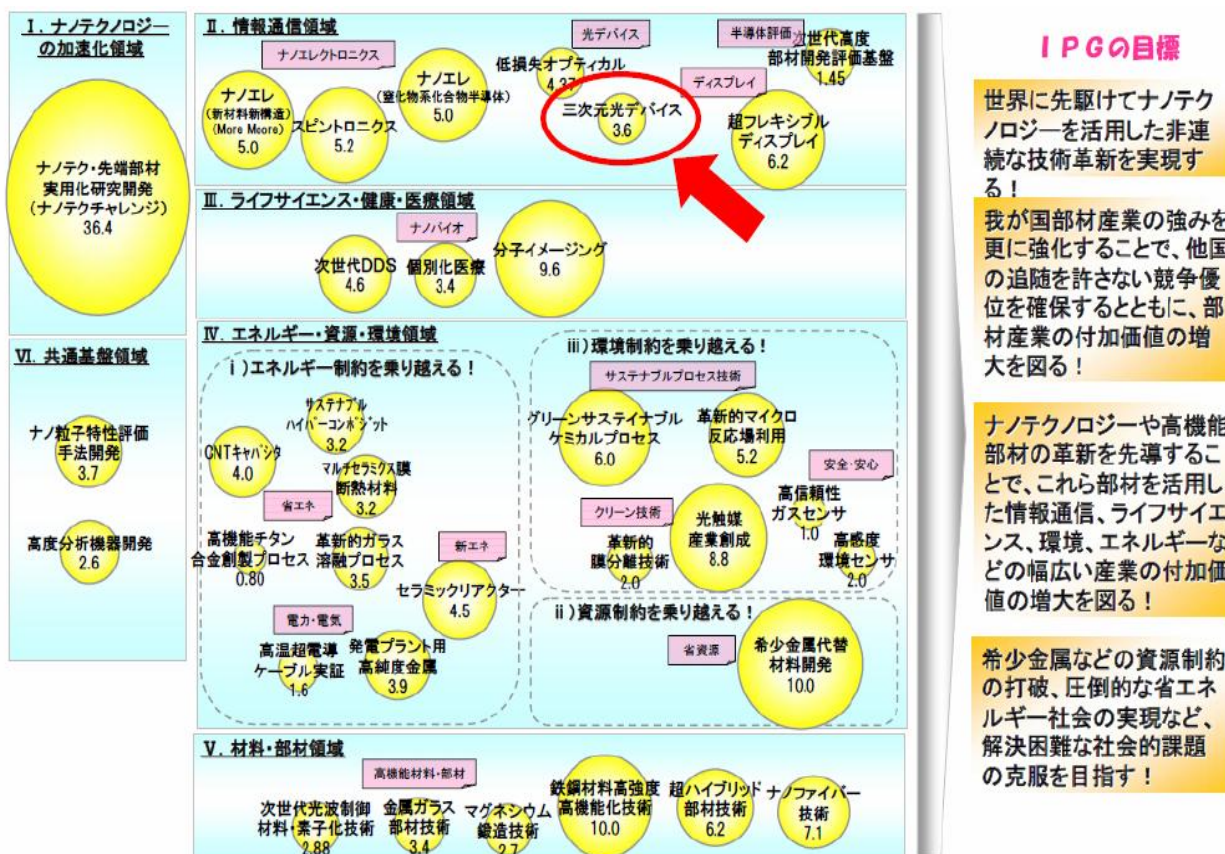 Ⅰ. ナノテクノロジー
の加速化領域
ナノテク・先端部材
実用化研究開発
(ナノテクチャレンジ)
36.4
Ⅵ. 共通基盤領域
ナノ粒子特性評価
手法開発
3.7
高度分析機器開発
2.6
Ⅱ. 情報通信領域
ナノエレクトロニクス
ナノエレ
(新材料新構造)
(More Moore)
5.0
スピントロニクス
5.2
ナノエレ
(窒化物系化合物半導体)
5.0
光デバイス
低損失オプティカル
4.37
三次元光デバイス
3.6
半導体評価
次世代高度
部材開発評価基盤
1.45
ディスプレイ
超フレキシブル
ディスプレイ
6.2
Ⅲ. ライフサイエンス・健康・医療領域
ナノバイオ
次世代DDS
4.6
個別化医療
3.4
分子イメージング
9.6
Ⅳ. エネルギー・資源・環境領域
ⅰ)エネルギー制約を乗り越える!
サステナブル
ハイパーコンポジット
3.2
CNTキャパシタ
4.0
マルチセラミクス膜
断熱材料
3.2
省エネ
高機能チタン
合金創製プロセス
0.80
革新的ガラス
溶融プロセス
3.5
新エネ
セラミックリアクター
4.5
電力・電気
高温超電導
ケーブル実証
1.6
発電プラント用
高純度金属
3.9
ⅲ)環境制約を乗り越える!
サステナブルプロセス技術
グリーンサステイナブル
ケミカルプロセス
6.0
革新的マイクロ
反応場利用
5.2
安全・安心
高信頼性
ガスセンサ
1.0
クリーン技術
革新的
膜分離技術
2.0
光触媒
産業創成
8.8
高感度
環境センサ
2.0
ⅱ)資源制約を乗り越える!
省資源
希少金属代替
材料開発
10.0
Ⅴ. 材料・部材領域
高機能材料・部材
次世代光波制御
材料・素子化技術
2.88
金属ガラス
部材技術
3.4
マグネシウム
鍛造技術
2.7
鉄鋼材料高強度
高機能化技術
10.0
超ハイブリッド
部材技術
6.2
ナノファイバー
技術
7.1
IPGの目標
世界に先駆けてナノテク
ノロジーを活用した非連
続な技術革新を実現す
る!
我が国部材産業の強みを
更に強化することで、他国
の追随を許さない競争優
位を確保するとともに、部
材産業の付加価値の増
大を図る!
ナノテクノロジーや高機能
部材の革新を先導するこ
とで、これら部材を活用し
た情報通信、ライフサイエ
ンス、環境、エネルギーな
どの幅広い産業の付加価
値の増大を図る!
希少金属などの資源制約
の打破、圧倒的な省エネ
ルギー社会の実現など、
解決困難な社会的課題
の克服を目指す!